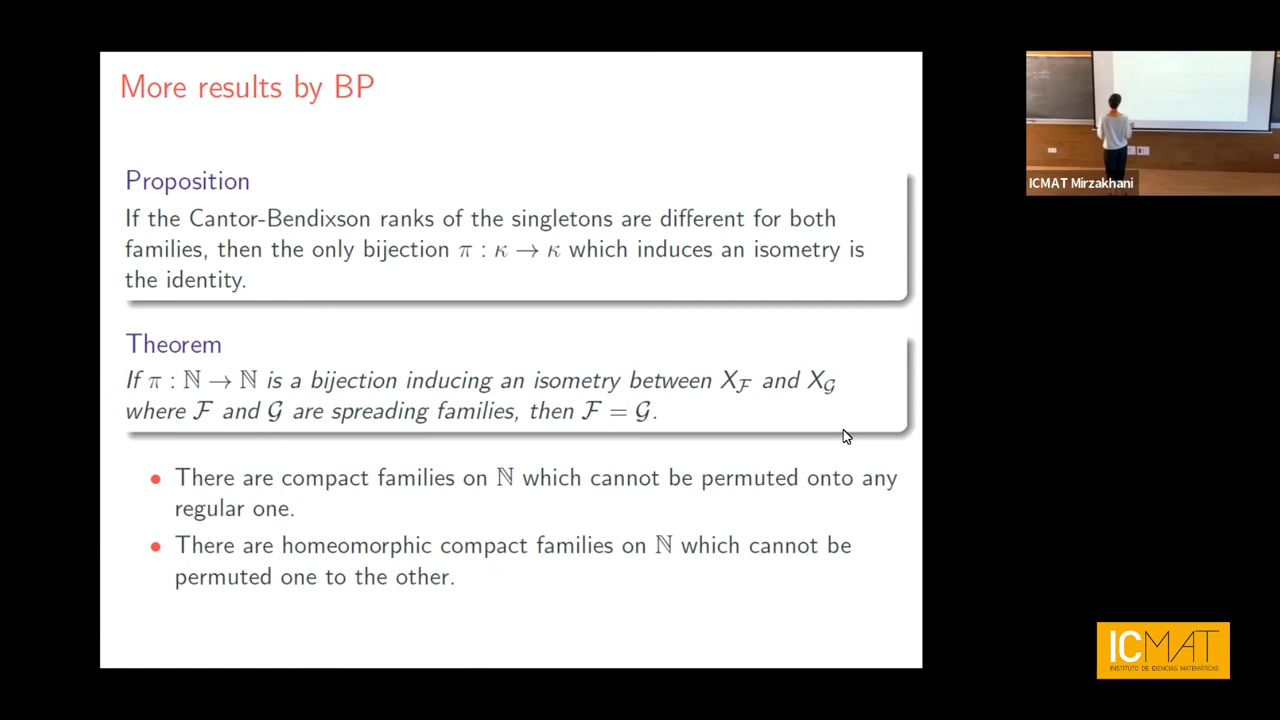 More results by BP
Proposition
If the Cantor-Bendixson ranks of the singletons are different for both
families, then the only bijection π : κ → κ which induces an isometry is
the identity.
Theorem
If π : ℕ → ℕ is a bijection inducing an isometry between X_ℱ and X_𝒢
where ℱ and 𝒢 are spreading families, then ℱ = 𝒢.
• There are compact families on ℕ which cannot be permuted onto any
regular one.
• There are homeomorphic compact families on ℕ which cannot be
permuted one to the other.
ICMAT Mirzakhani
ICMAT
INSTITUTO DE CIENCIAS MATEMÁTICAS